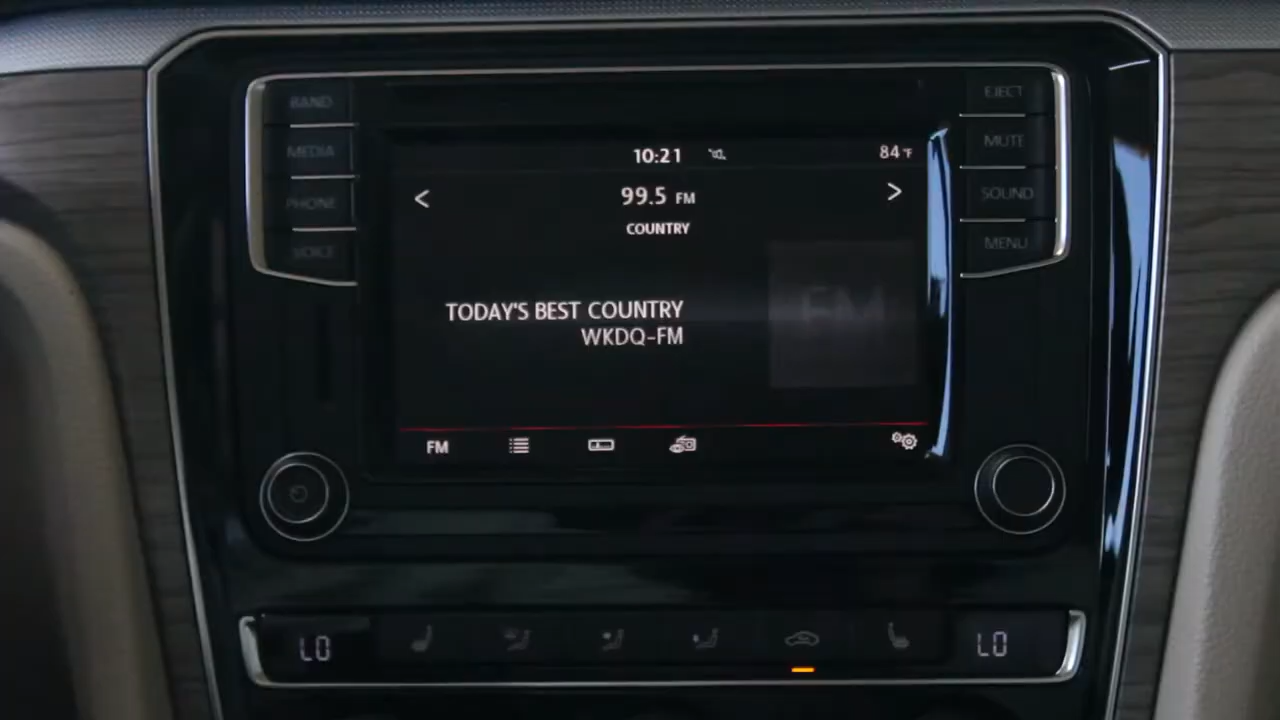 BAND
MEDIA
PHONE
VOICE
EJECT
MUTE
SOUND
MENU
10:21
84°F
<
99.5 FM
>
COUNTRY
TODAY'S BEST COUNTRY
WKDQ-FM
FM
FM
LO
LO